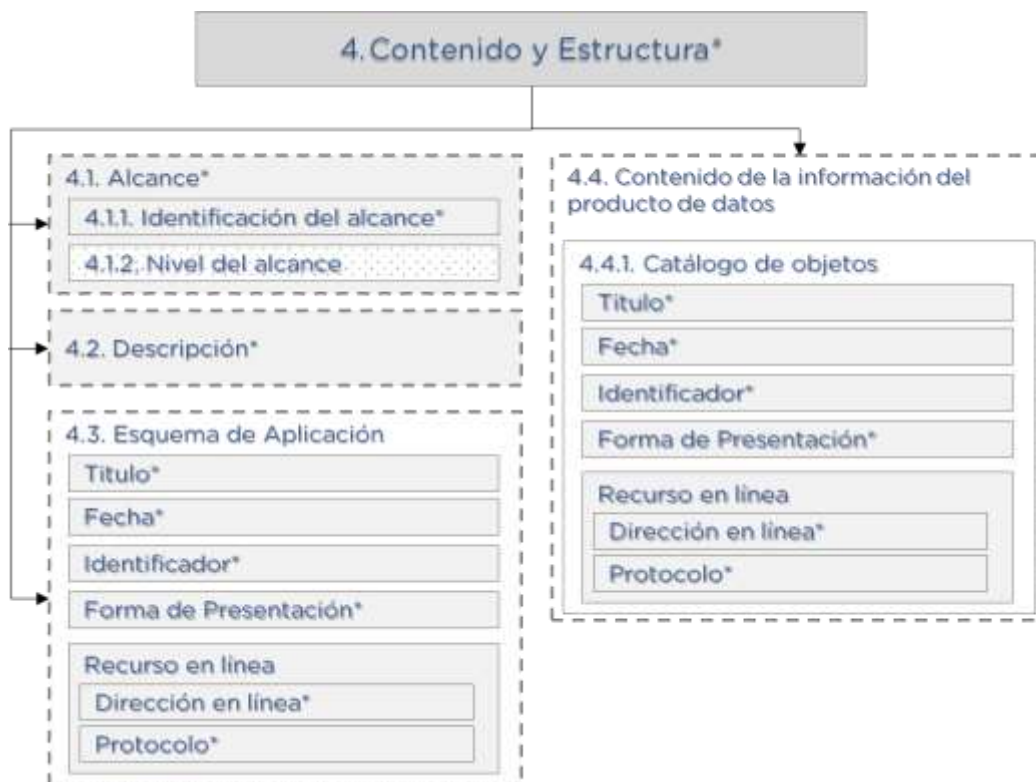 4. Contenido y Estructura*
4.1. Alcance*
4.1.1. Identificación del alcance*
4.1.2. Nivel del alcance
4.2. Descripción*
4.3. Esquema de Aplicación
Titulo*
Fecha*
Identificador*
Forma de Presentación*
Recurso en línea
Dirección en línea*
Protocolo*
4.4. Contenido de la información del
producto de datos
4.4.1. Catálogo de objetos
Titulo*
Fecha*
Identificador*
Forma de Presentación*
Recurso en línea
Dirección en línea*
Protocolo*